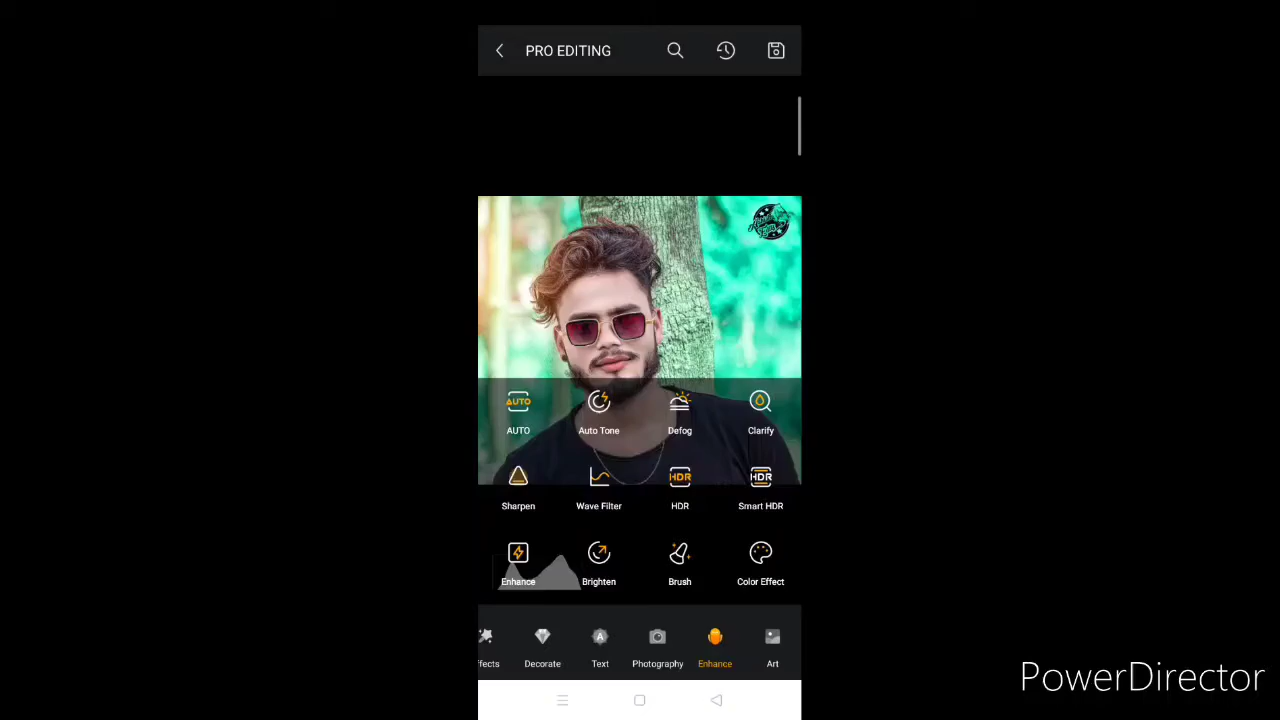 PRO EDITING
AUTO
AUTO Auto Tone Defog Clarify
HDR HDR
Sharpen Wave Filter HDR Smart HDR
Enhance Brighten Brush Color Effect
A
ffects Decorate Text Photography Enhance Art
PowerDirector